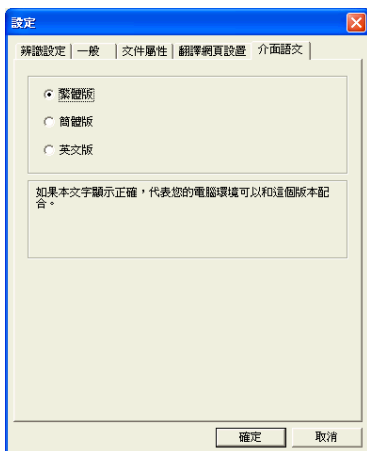 設定
辨識設定 一般 文件屬性 翻譯網頁設置 介面語文
繁體版
簡體版
英文版
如果本文字顯示正確，代表您的電腦環境可以和這個版本配
合。
確定 取消